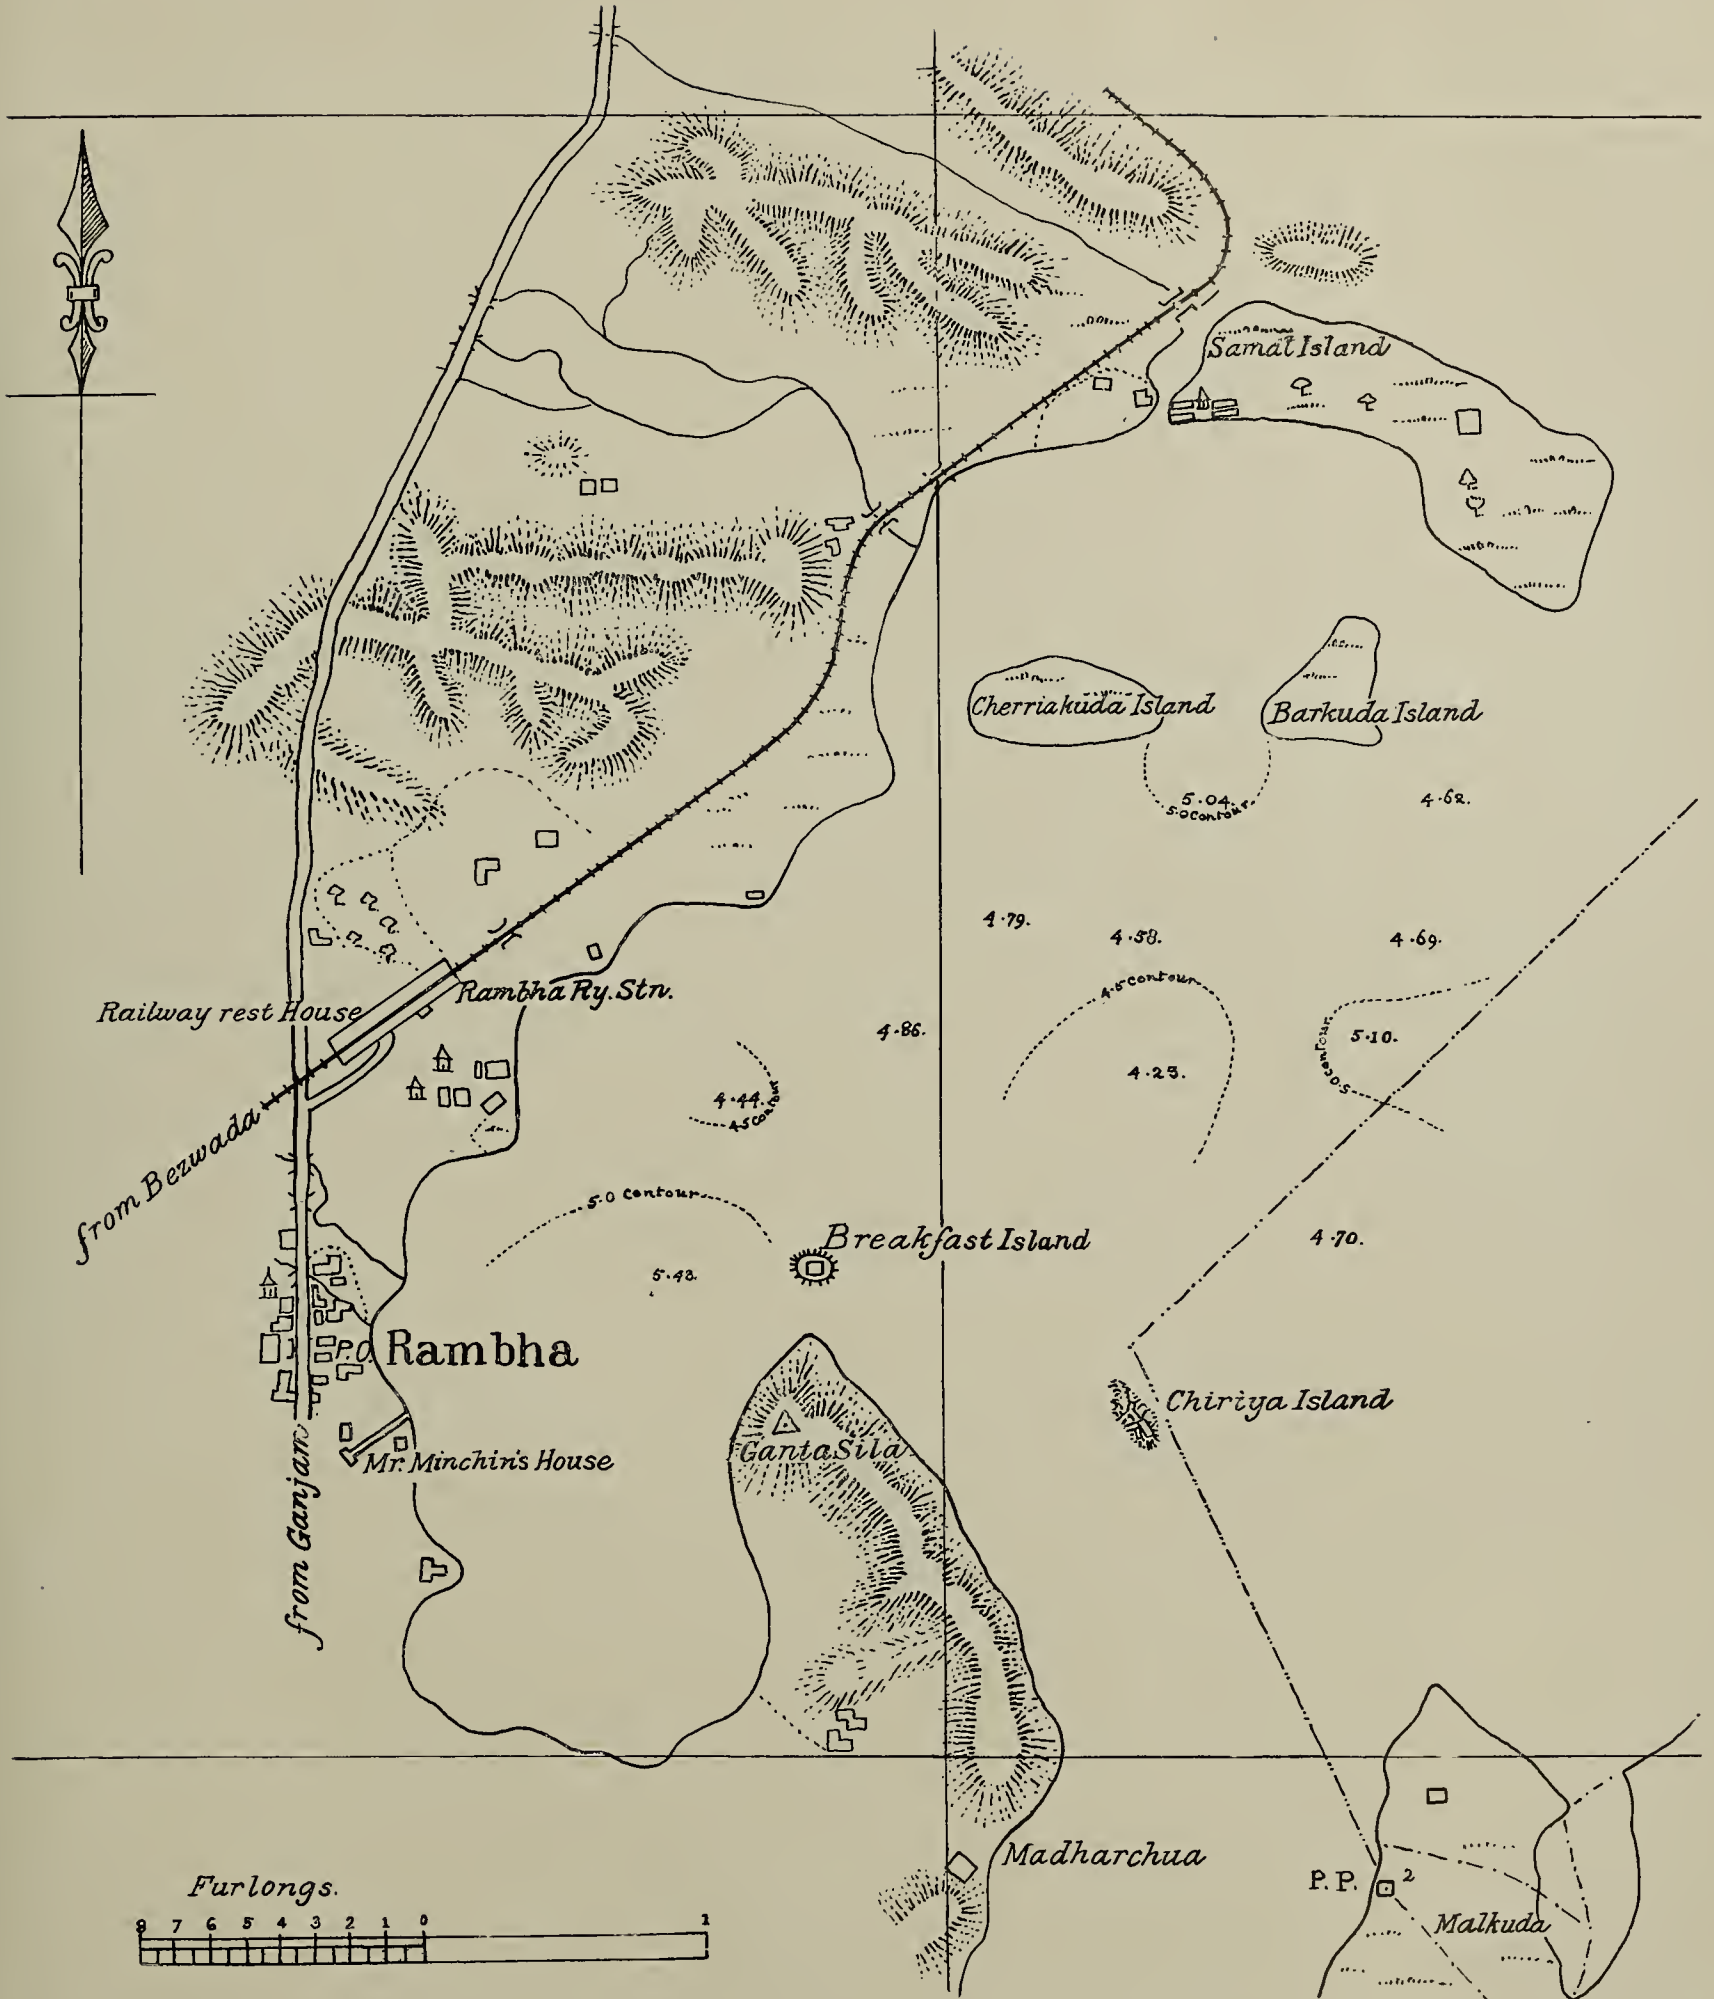 Samal Island
Cherriakuda Island
Barkuda Island
5·04.
5·0 contour
4·62.
4·79.
4·58.
4·69.
Railway rest House
Rambha Ry. Stn.
4·5 contour
4·86.
5·0 contour
5·10.
4·23.
4·44.
4·5 contour
from Bezwada
5·0 contour
Breakfast Island
4·70.
5·43.
P.O.
Rambha
Chiriya Island
Ganta Sila
Mr. Minchin's House
from Ganjam
Madharchua
P.P. 2
Malkuda
Furlongs.
8 7 6 5 4 3 2 1 0 1